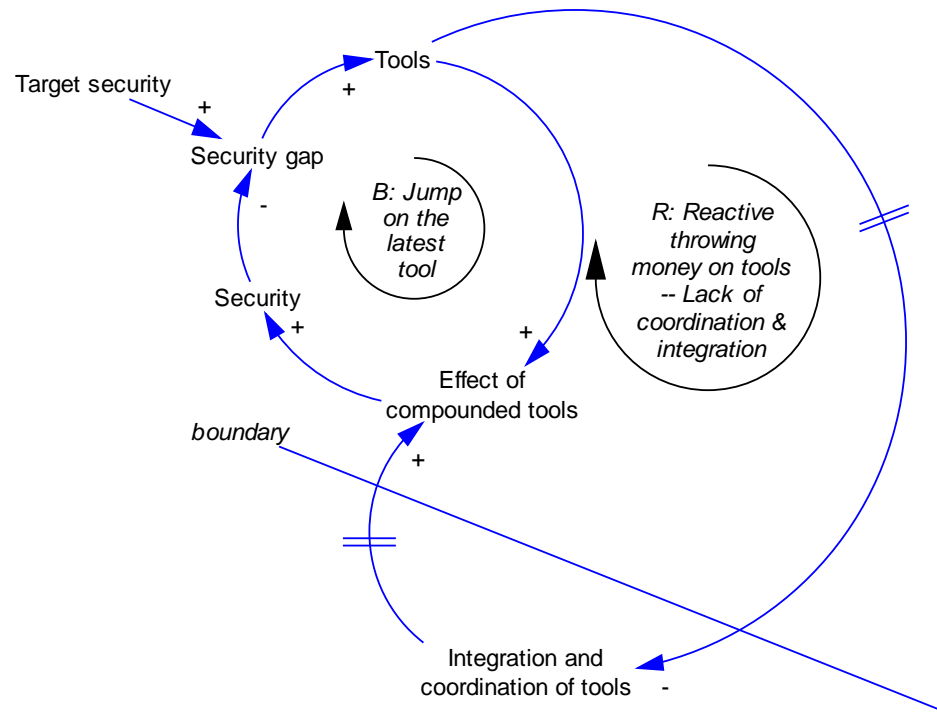 Tools
+
Target security
+
Security gap
-
B: Jump
on the
latest
tool
R: Reactive
throwing
money on tools
-- Lack of
coordination &
integration
Security
+
+
Effect of
compounded tools
boundary
+
Integration and
coordination of tools
-